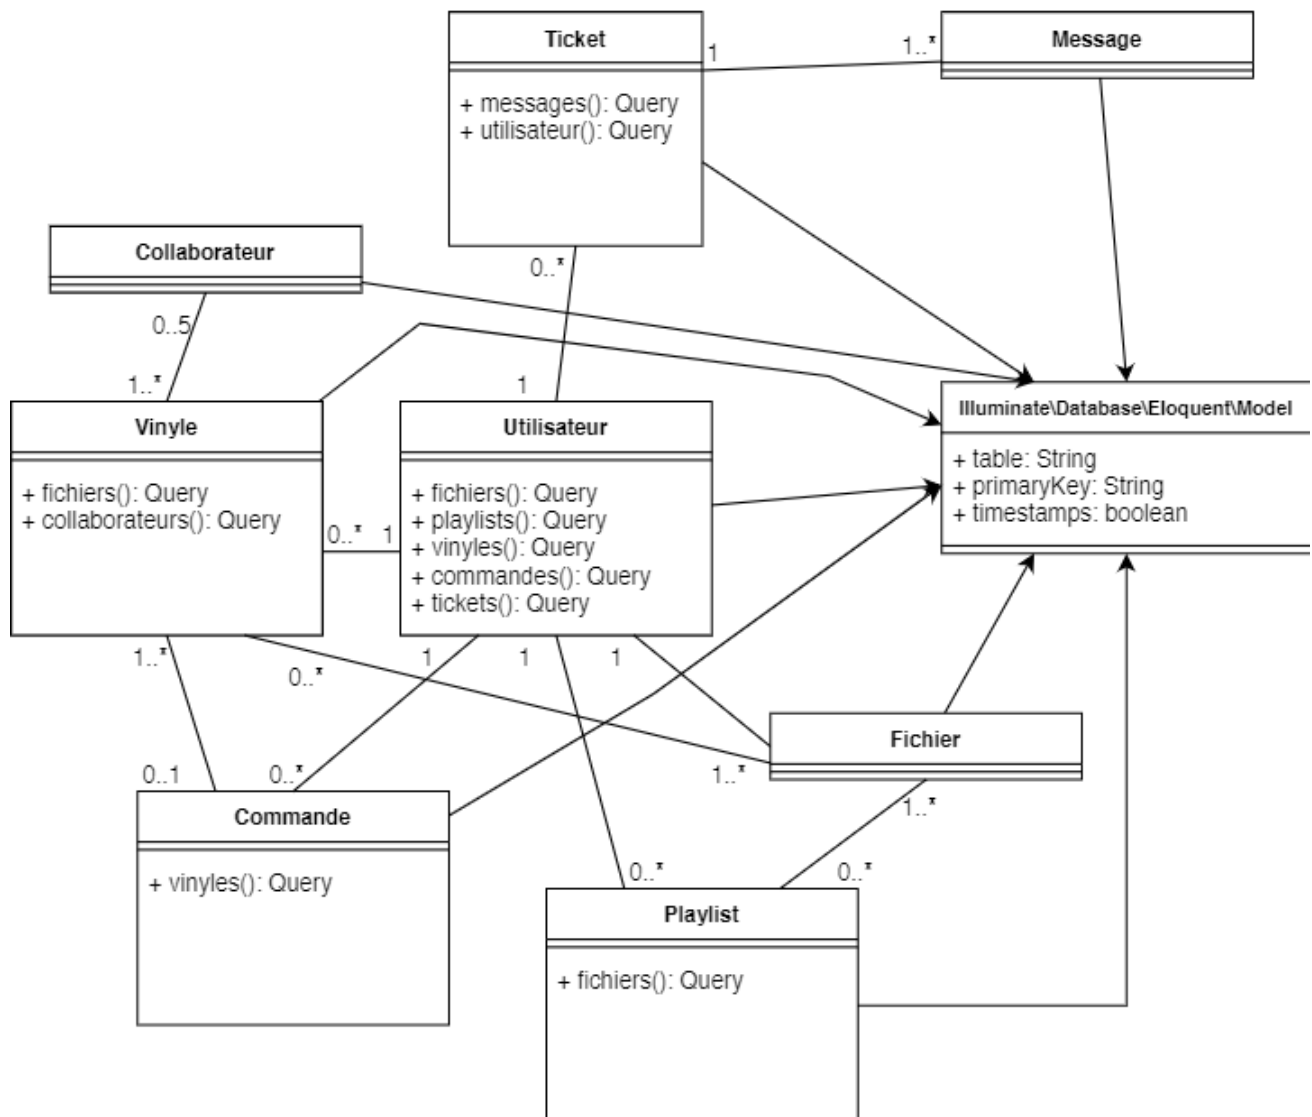 Ticket
+ messages(): Query
+ utilisateur(): Query
1
1..*
Message
0..*
Collaborateur
0..5
1..*
1
Vinyle
+ fichiers(): Query
+ collaborateurs(): Query
0..*
1
Utilisateur
+ fichiers(): Query
+ playlists(): Query
+ vinyles(): Query
+ commandes(): Query
+ tickets(): Query
Illuminate\Database\Eloquent\Model
+ table: String
+ primaryKey: String
+ timestamps: boolean
1..*
0..*
1
1
1
Fichier
0..1
0..*
1..*
1..*
Commande
+ vinyles(): Query
0..*
0..*
Playlist
+ fichiers(): Query